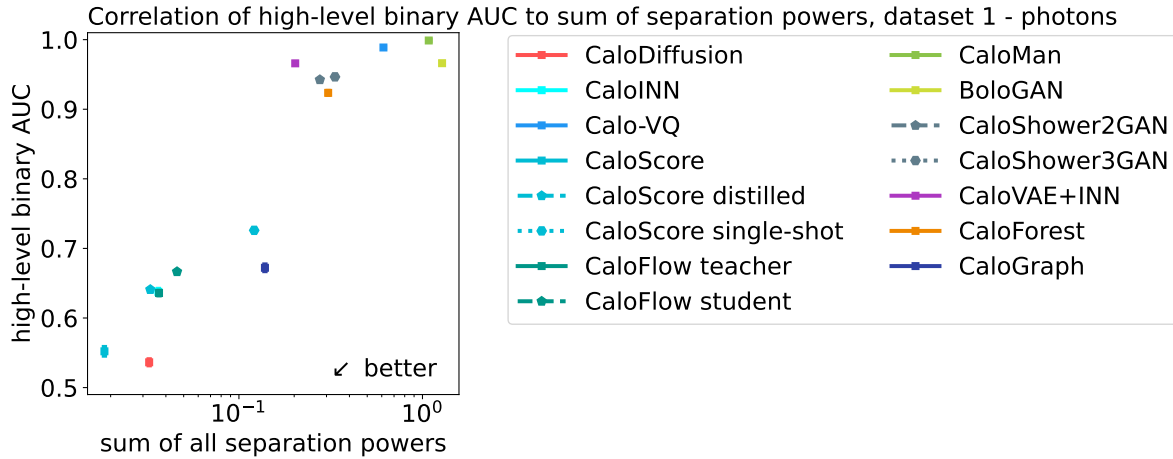 Correlation of high-level binary AUC to sum of separation powers, dataset 1 - photons
high-level binary AUC
1.0
0.9
0.8
0.7
0.6
0.5
↙ better
10⁻¹
10⁰
sum of all separation powers
CaloDiffusion
CaloINN
Calo-VQ
CaloScore
CaloScore distilled
CaloScore single-shot
CaloFlow teacher
CaloFlow student
CaloMan
BoloGAN
CaloShower2GAN
CaloShower3GAN
CaloVAE+INN
CaloForest
CaloGraph